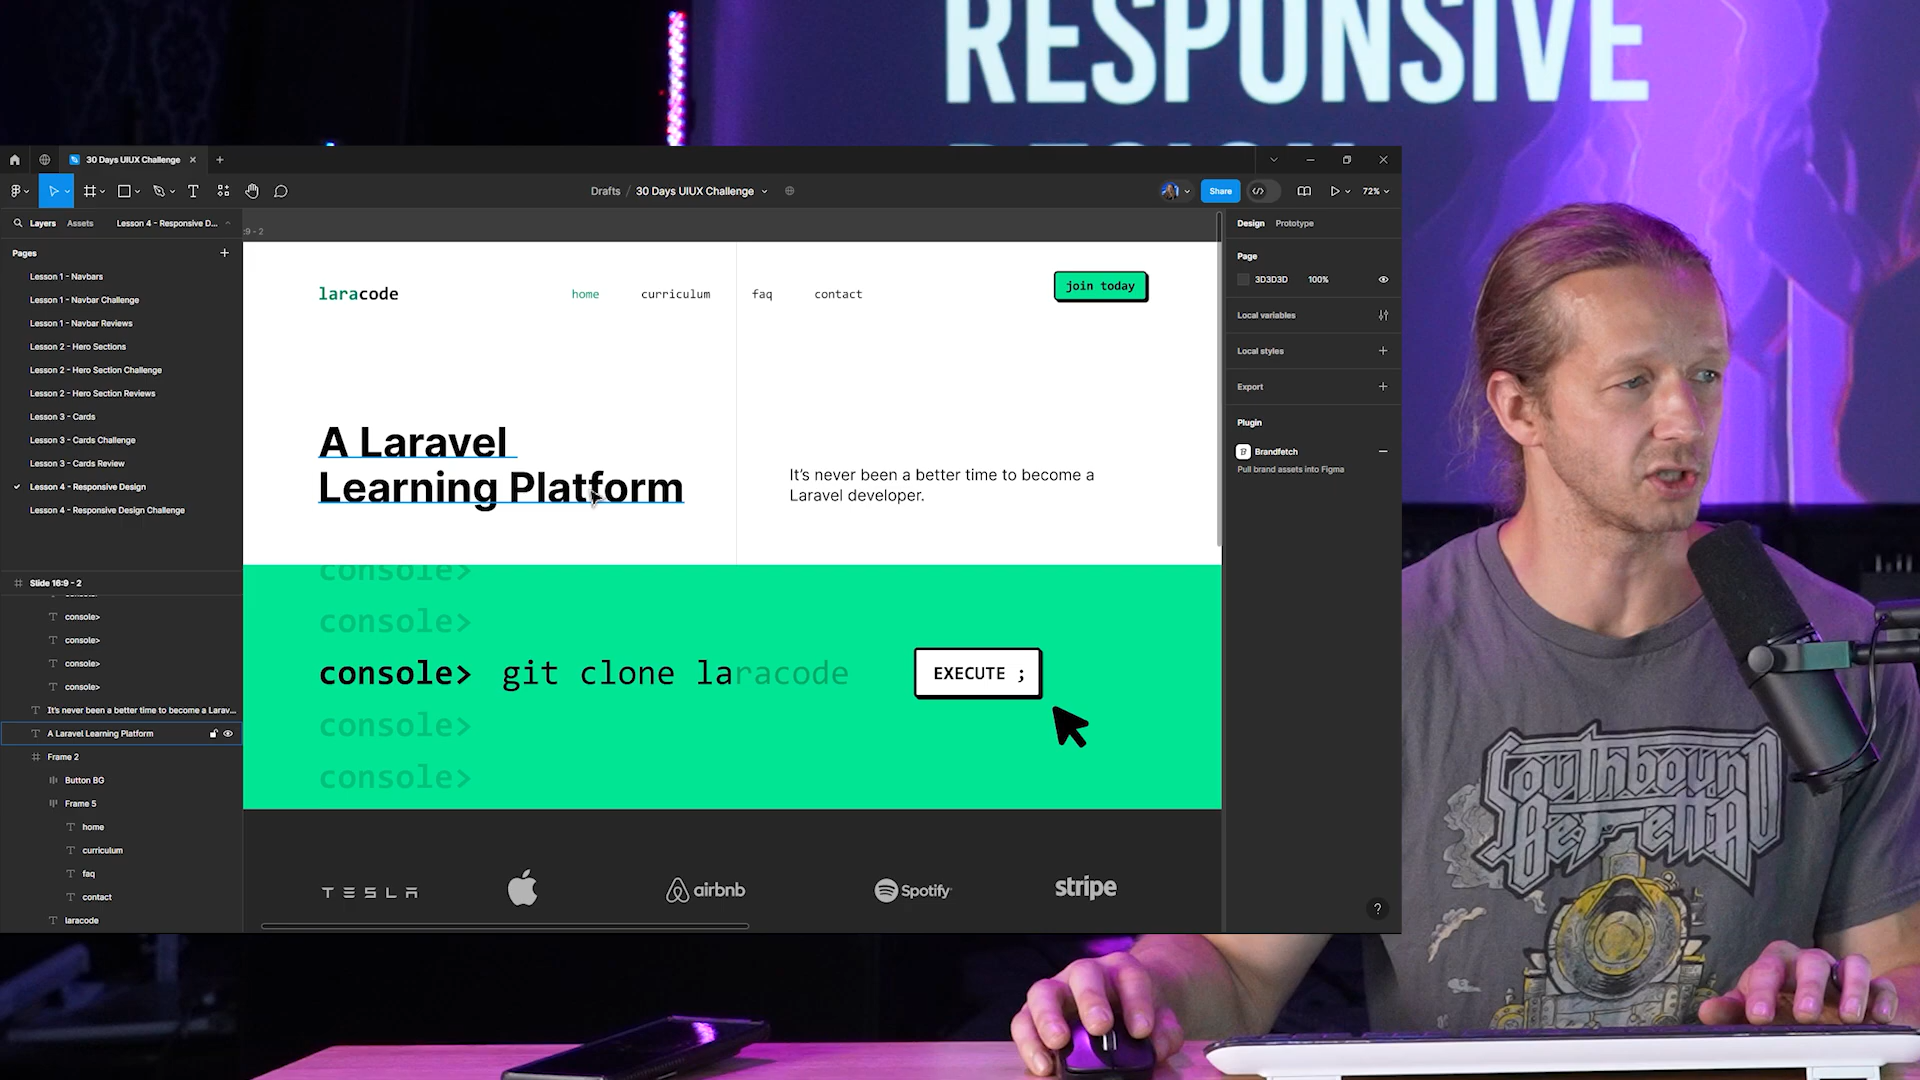 RESPONSIVE
DESIGN
30 Days UIUX Challenge
Drafts / 30 Days UIUX Challenge
Share
72%
Layers
Assets
Lesson 4 - Responsive D...
Pages
Lesson 1 - Navbars
Lesson 1 - Navbar Challenge
Lesson 1 - Navbar Reviews
Lesson 2 - Hero Sections
Lesson 2 - Hero Section Challenge
Lesson 2 - Hero Section Reviews
Lesson 3 - Cards
Lesson 3 - Cards Challenge
Lesson 3 - Cards Review
Lesson 4 - Responsive Design
Lesson 4 - Responsive Design Challenge
Slide 16:9 - 2
console>
console>
console>
console>
It's never been a better time to become a Larav...
A Laravel Learning Platform
Frame 2
Button BG
Frame 5
home
curriculum
faq
contact
laracode
:9 - 2
laracode
home
curriculum
faq
contact
join today
A Laravel
Learning Platform
It's never been a better time to become a
Laravel developer.
console>
console>
console> git clone laracode
EXECUTE ;
console>
console>
TESLA
airbnb
Spotify
stripe
Design
Prototype
Page
3D3D3D
100%
Local variables
Local styles
Export
Plugin
Brandfetch
Pull brand assets into Figma
?
Southbound
Beretta